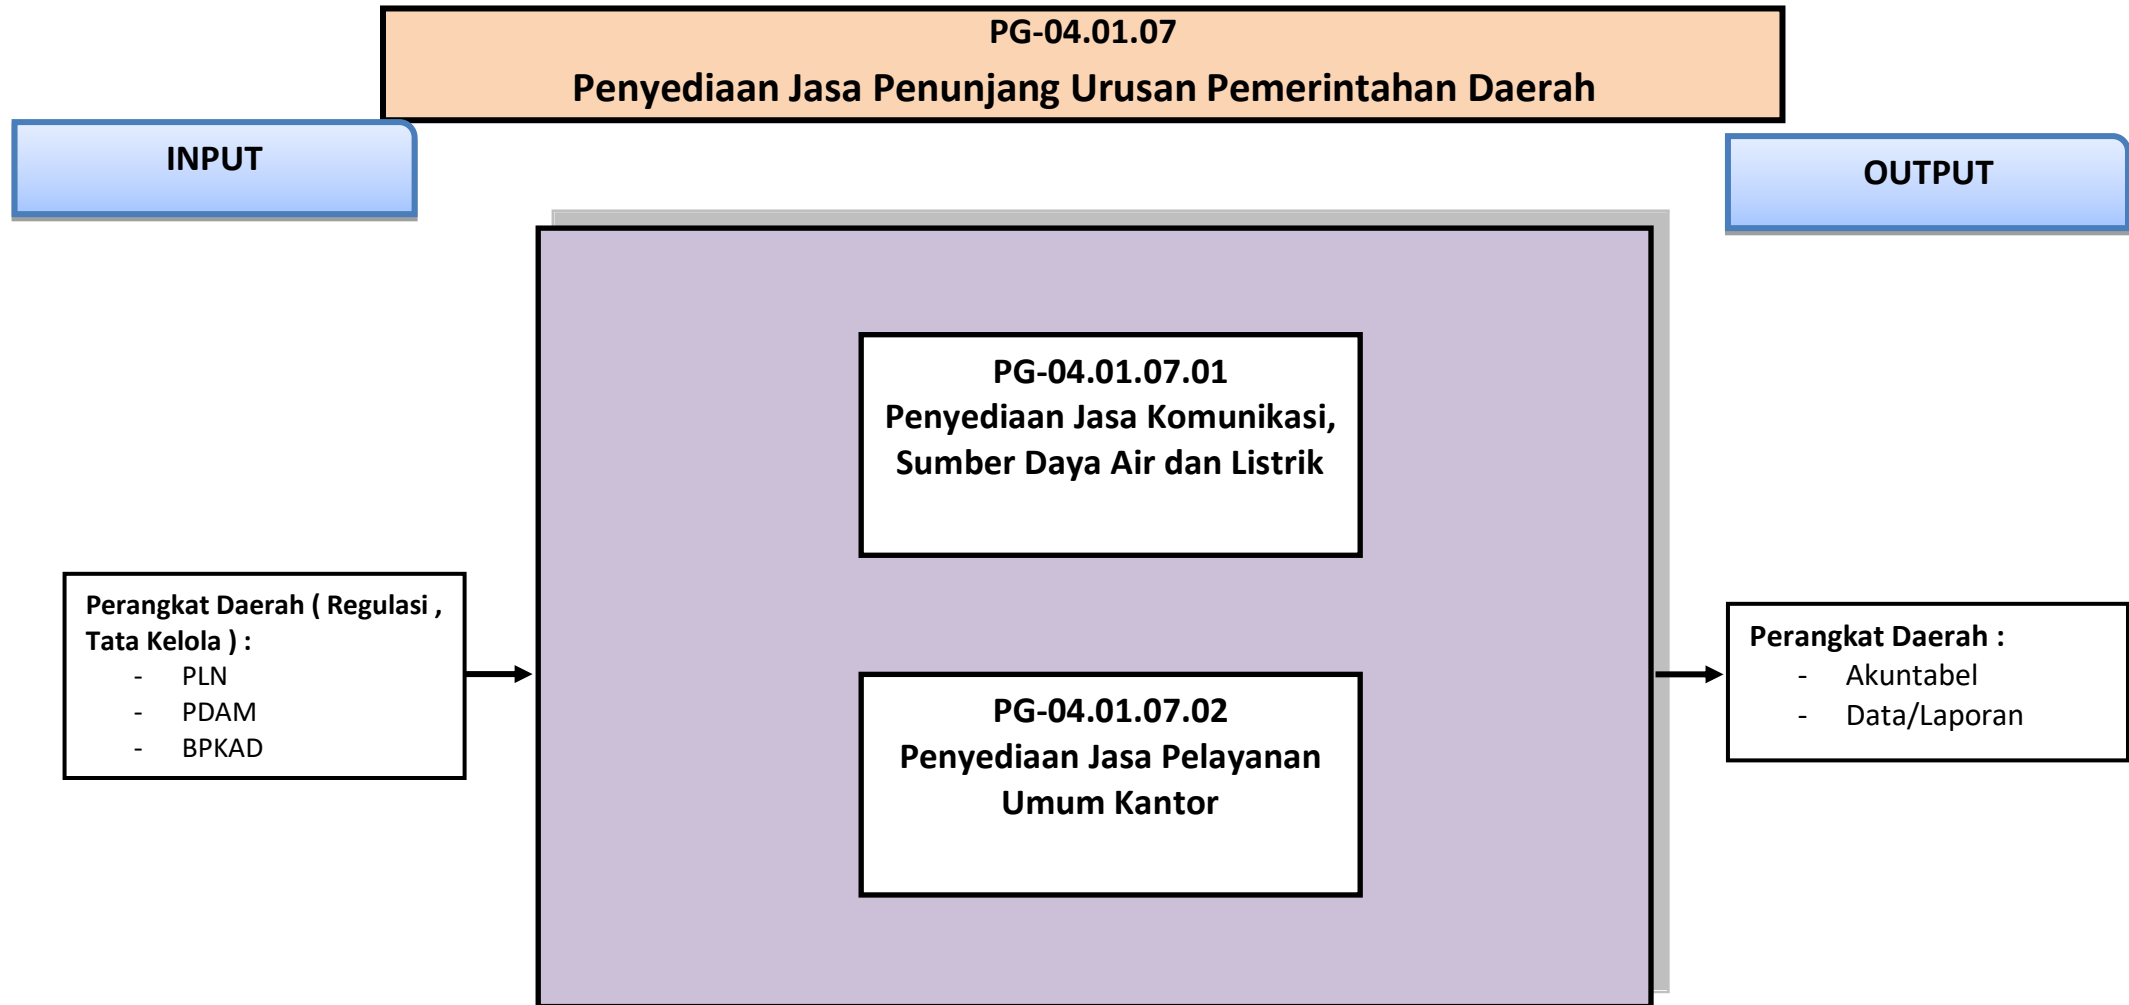 PG-04.01.07
Penyediaan Jasa Penunjang Urusan Pemerintahan Daerah
INPUT
OUTPUT
PG-04.01.07.01
Penyediaan Jasa Komunikasi,
Sumber Daya Air dan Listrik
Perangkat Daerah ( Regulasi ,
Tata Kelola ) :
- PLN
- PDAM
- BPKAD
PG-04.01.07.02
Penyediaan Jasa Pelayanan
Umum Kantor
Perangkat Daerah :
- Akuntabel
- Data/Laporan